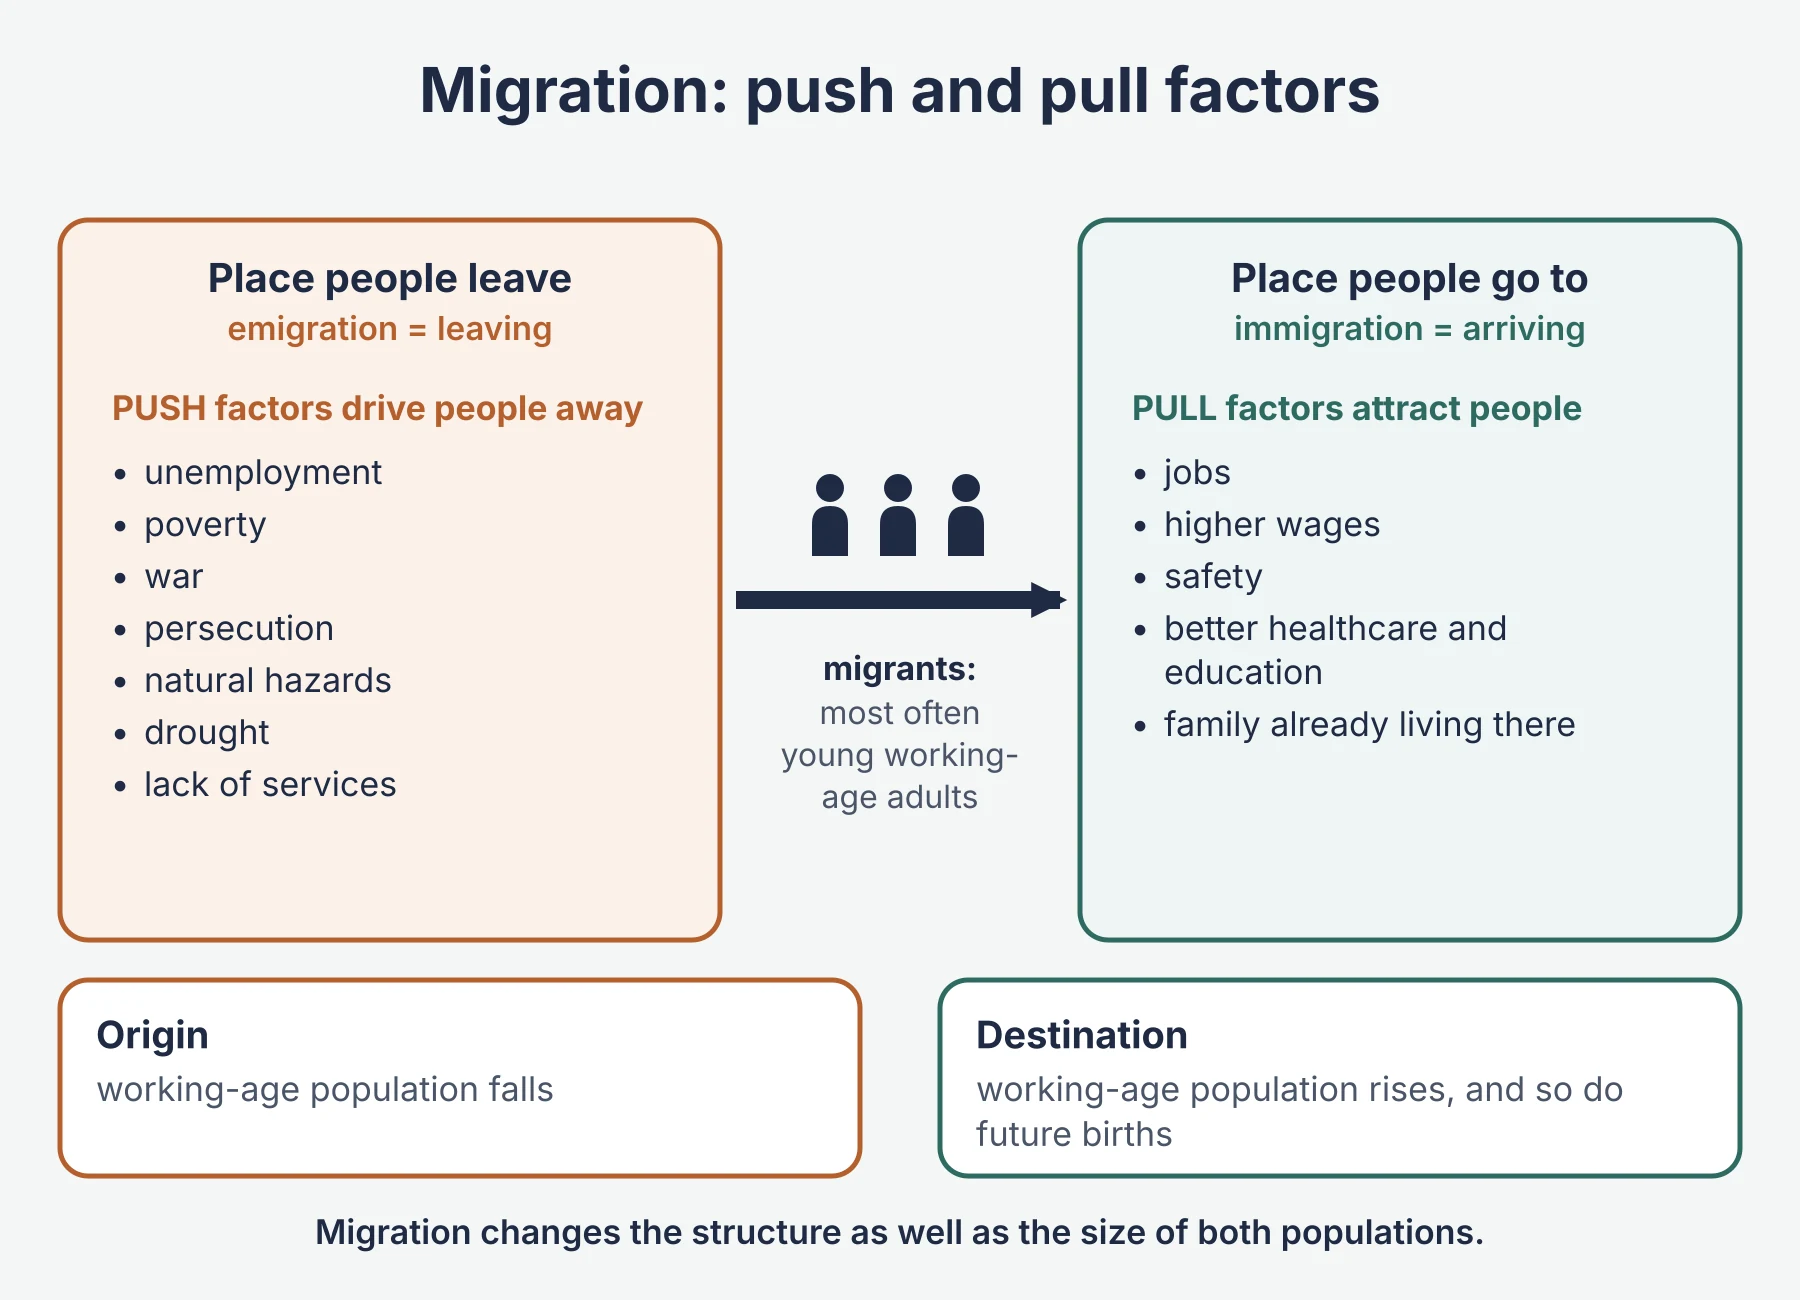 Migration: push and pull factors
Place people leave
emigration = leaving
PUSH factors drive people away
• unemployment
• poverty
• war
• persecution
• natural hazards
• drought
• lack of services
migrants:
most often
young working-
age adults
Place people go to
immigration = arriving
PULL factors attract people
• jobs
• higher wages
• safety
• better healthcare and
education
• family already living there
Origin
working-age population falls
Destination
working-age population rises, and so do
future births
Migration changes the structure as well as the size of both populations.